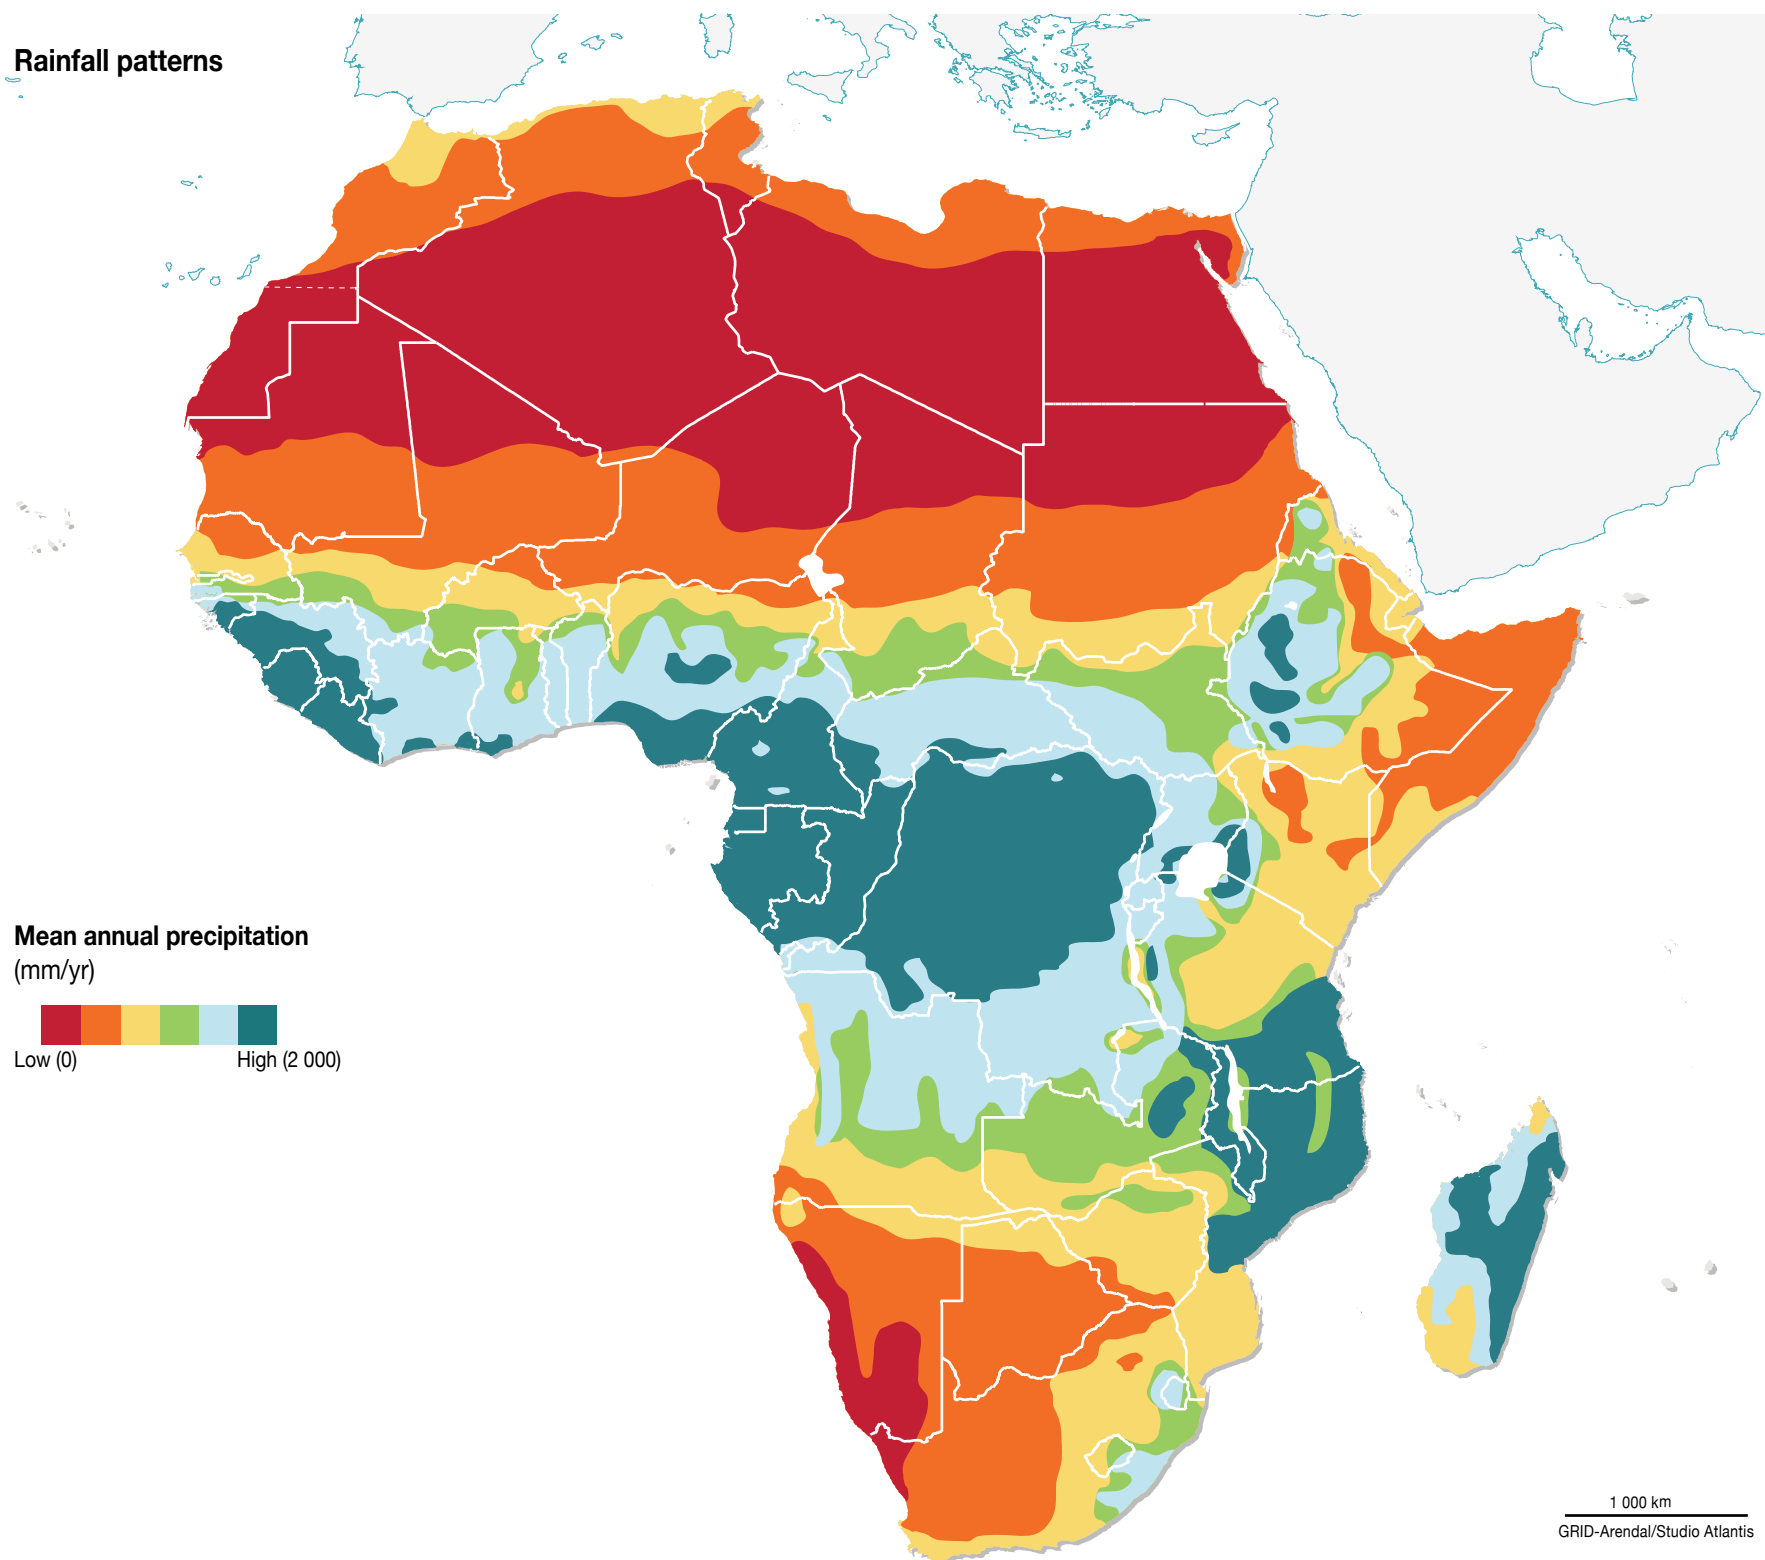 Rainfall patterns
Mean annual precipitation
(mm/yr)
Low (0)
High (2 000)
1 000 km
GRID-Arendal/Studio Atlantis